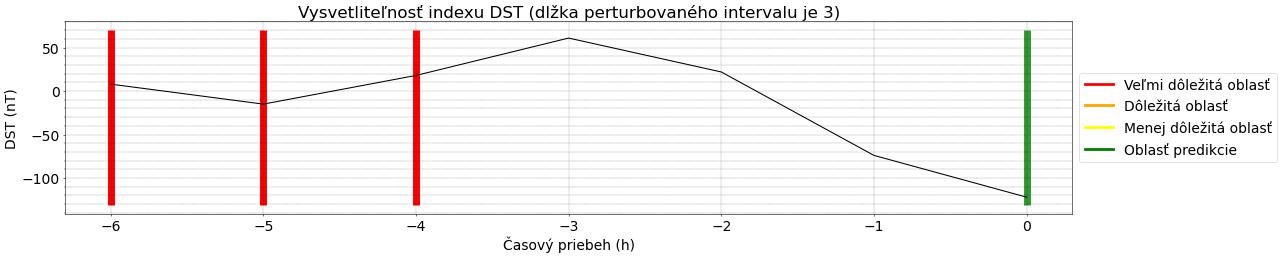 Vysvetliteľnosť indexu DST (dĺžka perturbovaného intervalu je 3)
50
0
−50
−100
DST (nT)
−6 −5 −4 −3 −2 −1 0
Časový priebeh (h)
Veľmi dôležitá oblasť
Dôležitá oblasť
Menej dôležitá oblasť
Oblasť predikcie